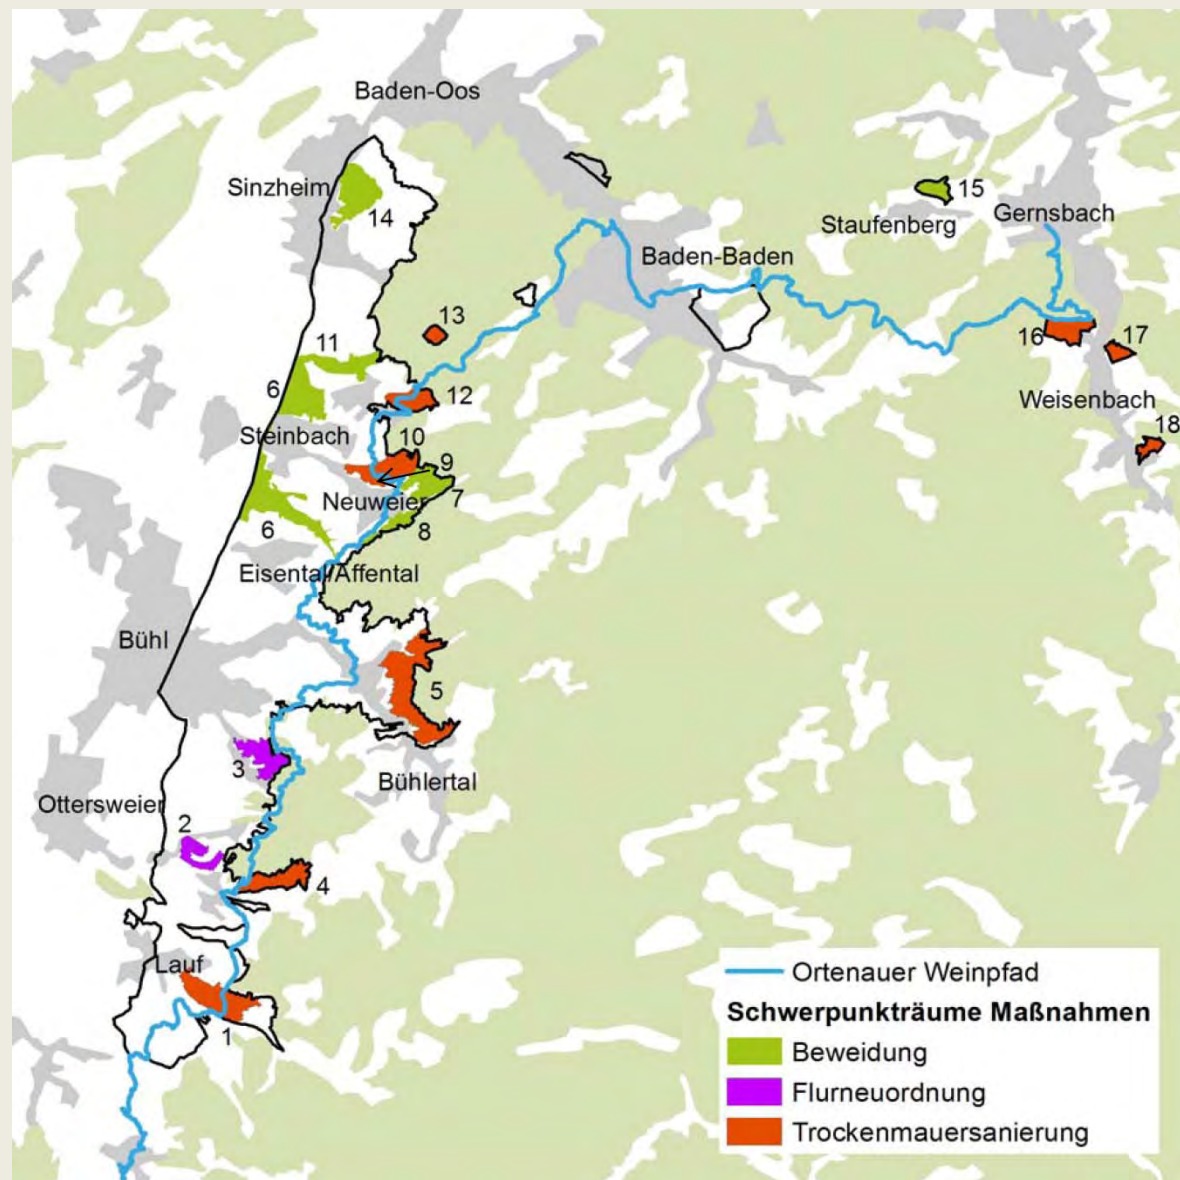 Baden-Oos
Sinzheim
14
15
Staufenberg
Gernsbach
Baden-Baden
13
11
16
17
6
12
Weisenbach
Steinbach
10
18
9
Neuweier
7
6
8
Eisental/Affental
Bühl
5
3
Bühlertal
Ottersweier
2
4
Lauf
1
Ortenauer Weinpfad
Schwerpunkträume Maßnahmen
Beweidung
Flurneuordnung
Trockenmauersanierung